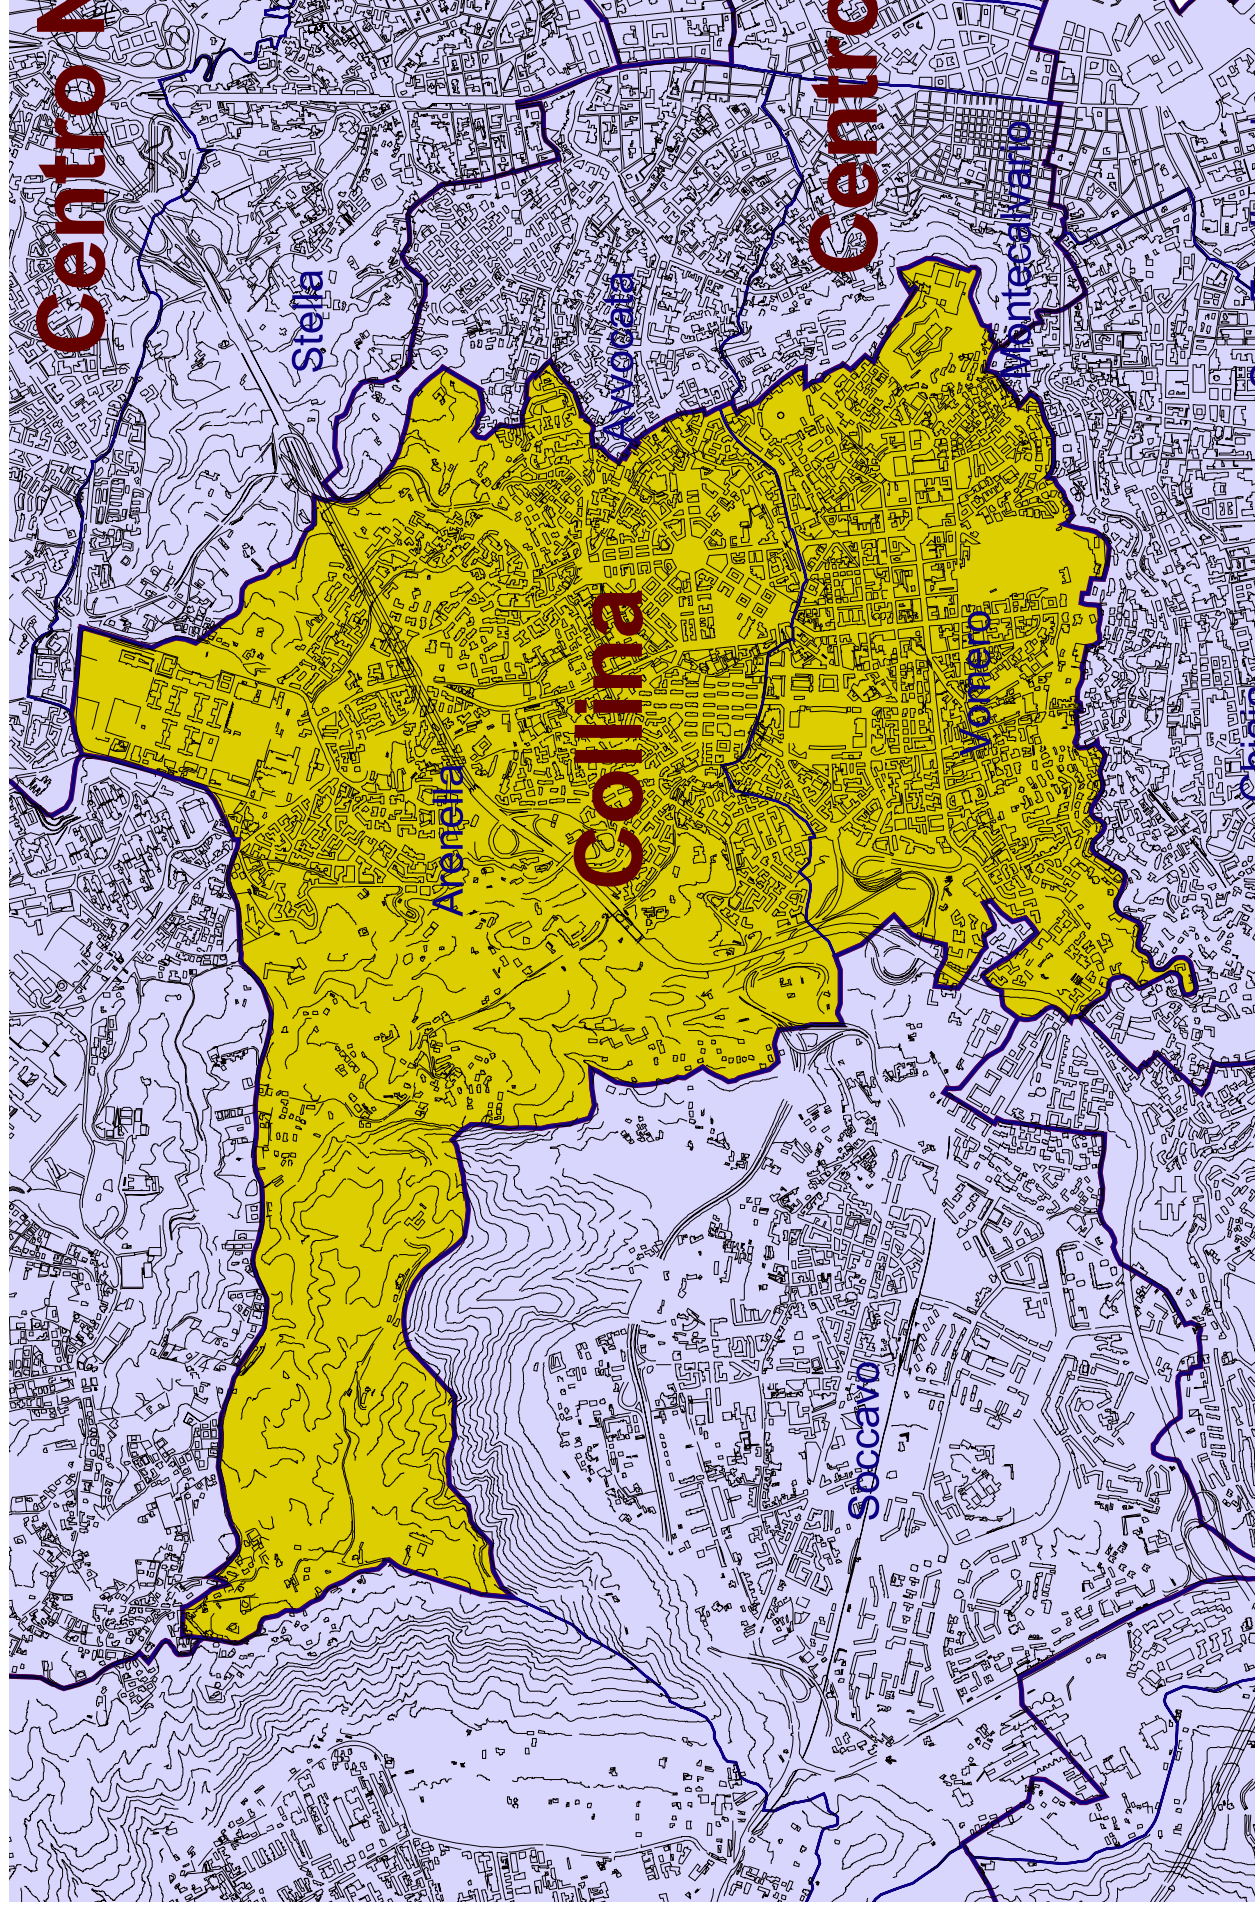 Centro N
Stella
Avvocata
Centro
Montecalvario
Arenella
Collina
Vomero
Soccavo